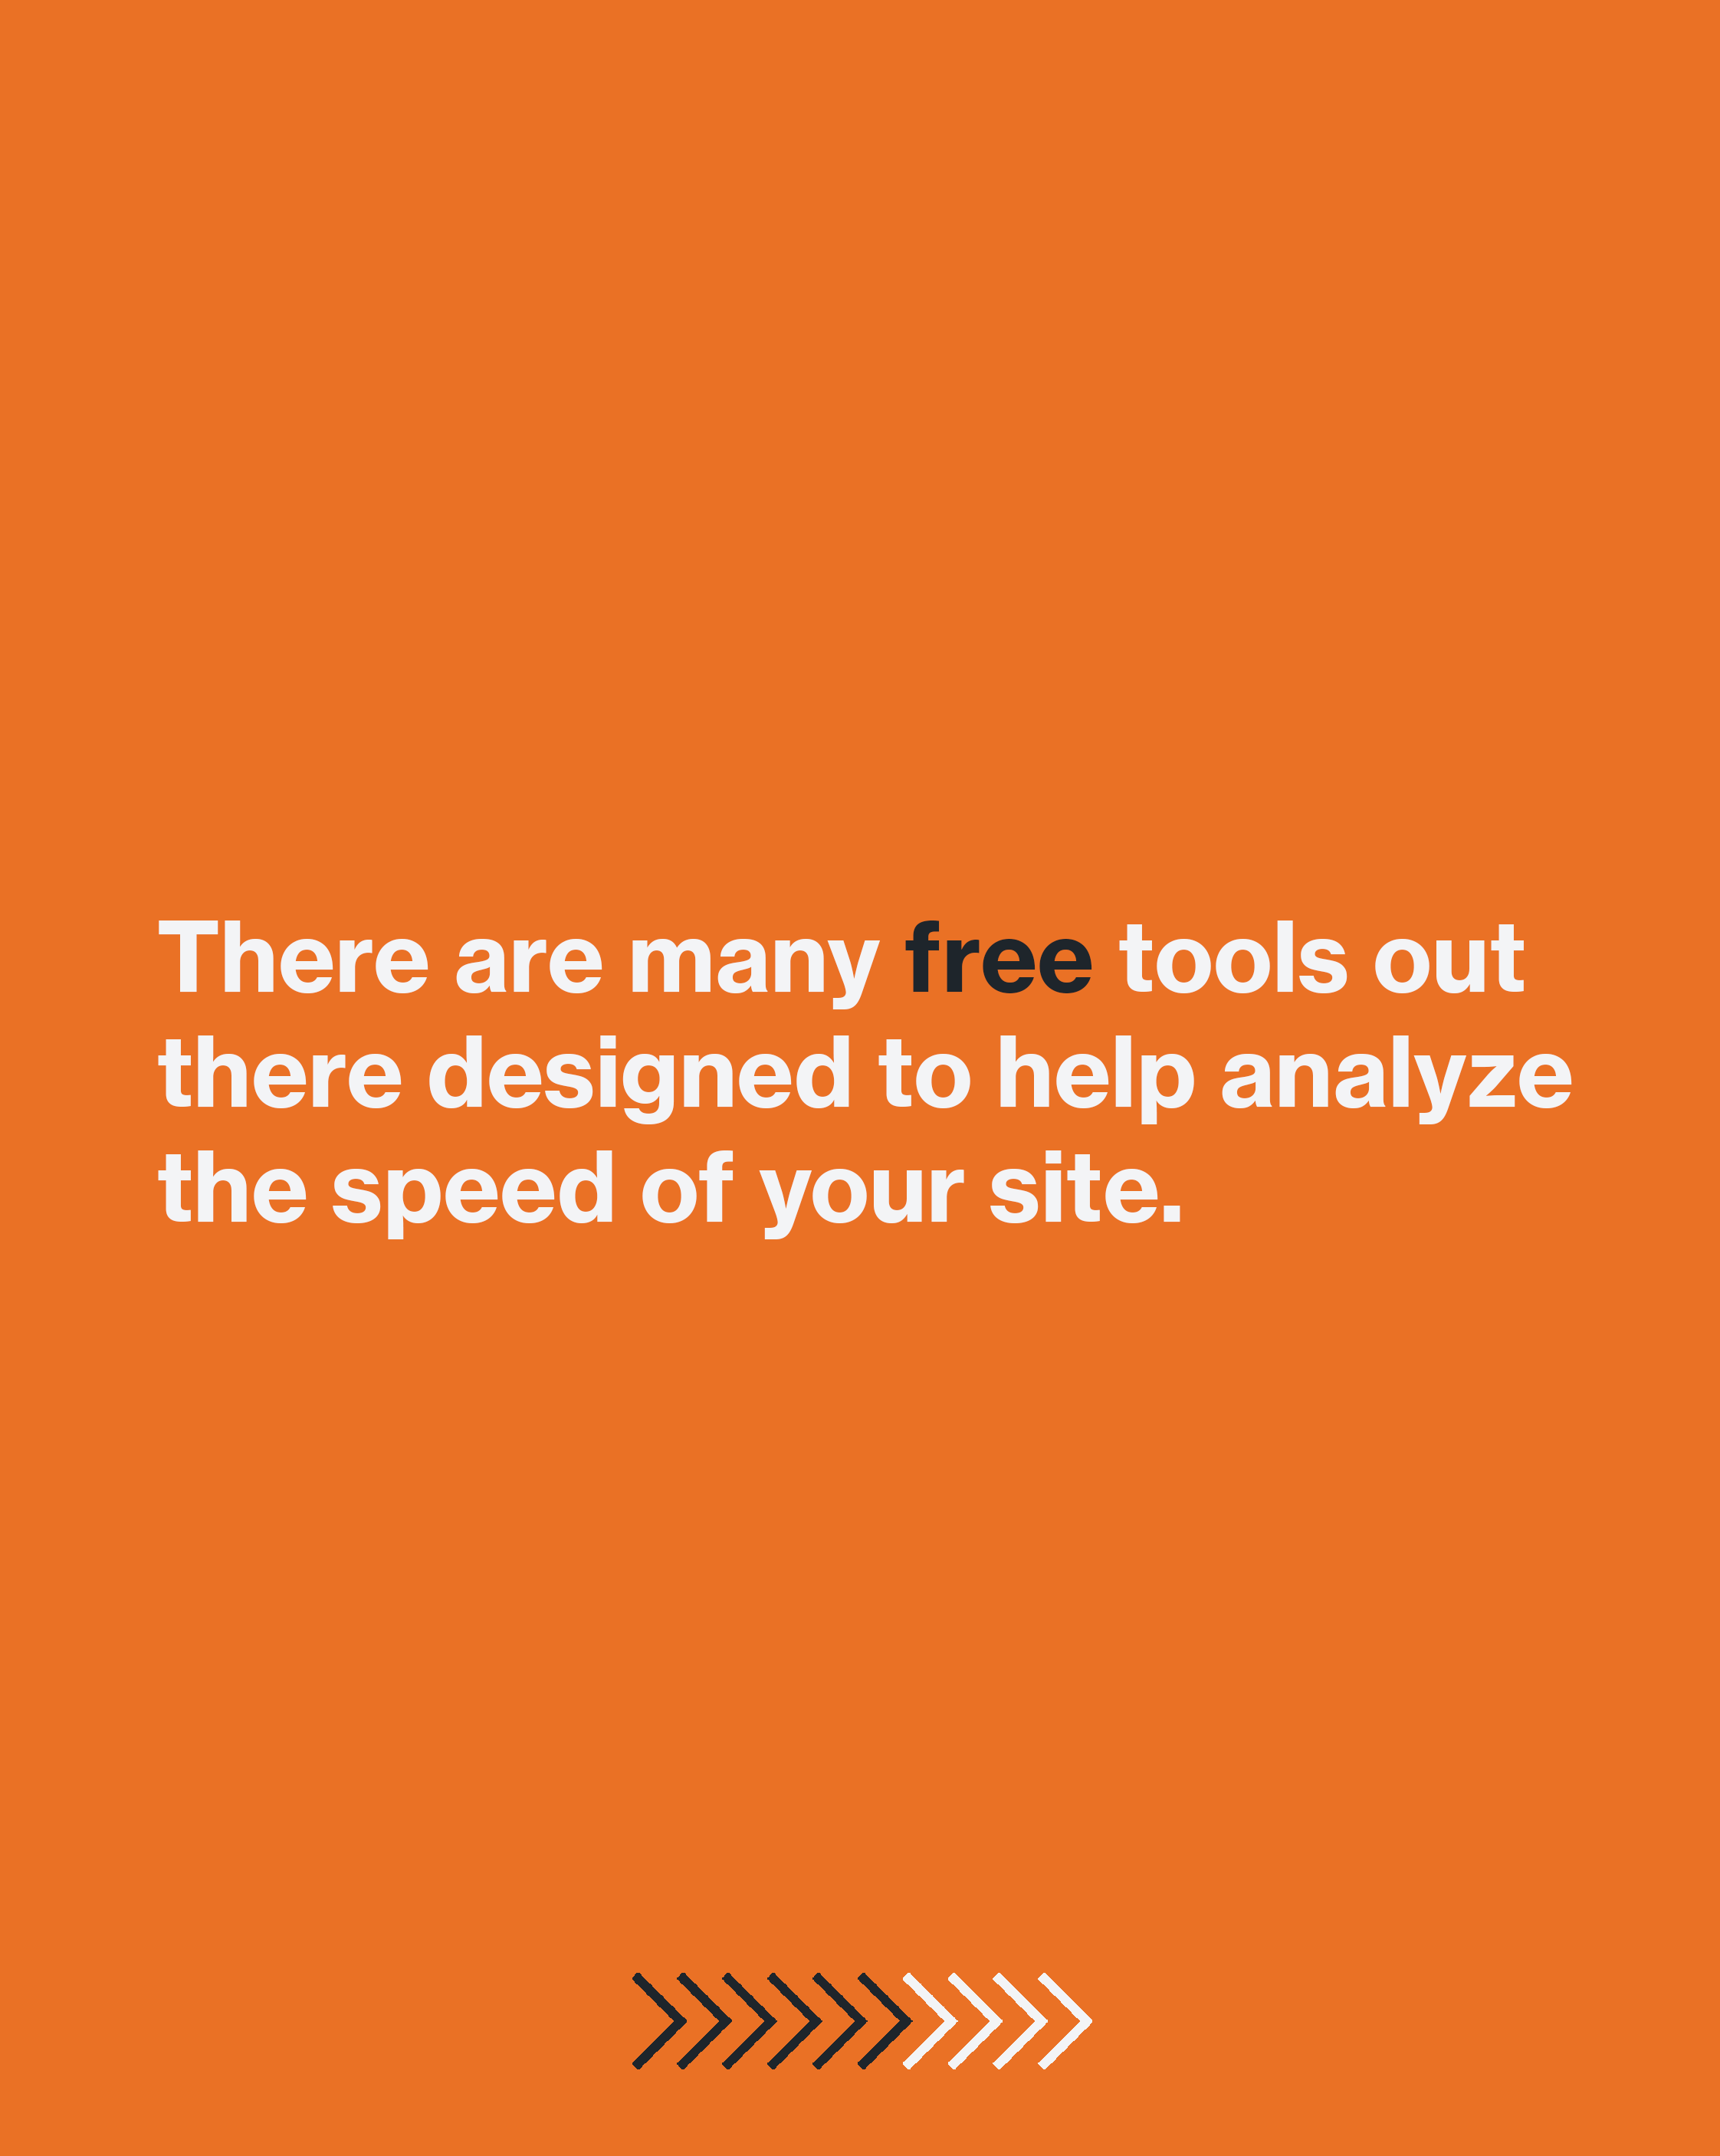 There are many free tools out
there designed to help analyze
the speed of your site.